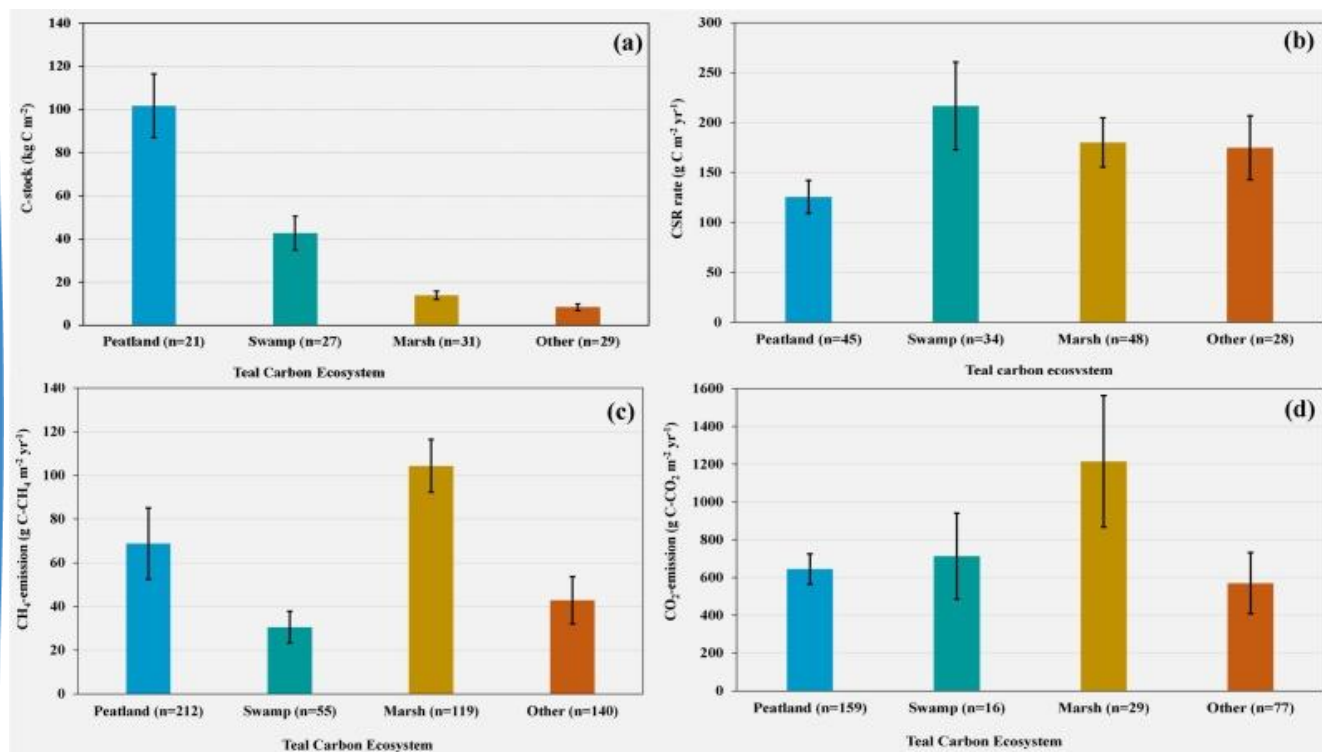 (a)
C-stock (kg C m⁻²)
140
120
100
80
60
40
20
0
Peatland (n=21) Swamp (n=27) Marsh (n=31) Other (n=29)
Teal Carbon Ecosystem
(b)
CSR rate (g C m⁻² yr⁻¹)
300
250
200
150
100
50
0
Peatland (n=45) Swamp (n=34) Marsh (n=48) Other (n=28)
Teal carbon ecosystem
(c)
CH₄-emission (g C-CH₄ m⁻² yr⁻¹)
140
120
100
80
60
40
20
0
Peatland (n=212) Swamp (n=55) Marsh (n=119) Other (n=140)
Teal Carbon Ecosystem
(d)
CO₂-emission (g C-CO₂ m⁻² yr⁻¹)
1600
1400
1200
1000
800
600
400
200
0
Peatland (n=159) Swamp (n=16) Marsh (n=29) Other (n=77)
Teal Carbon Ecosystem